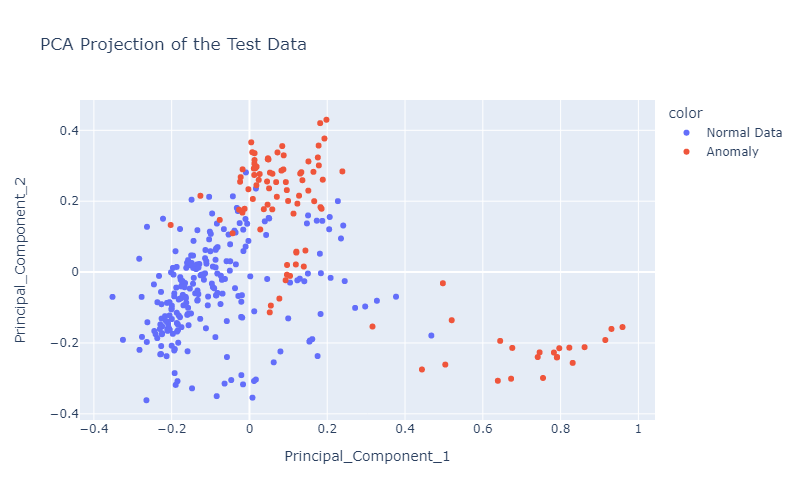 PCA Projection of the Test Data
color
Normal Data
Anomaly
Principal_Component_2
0.4
0.2
0
−0.2
−0.4
−0.4
−0.2
0
0.2
0.4
0.6
0.8
1
Principal_Component_1